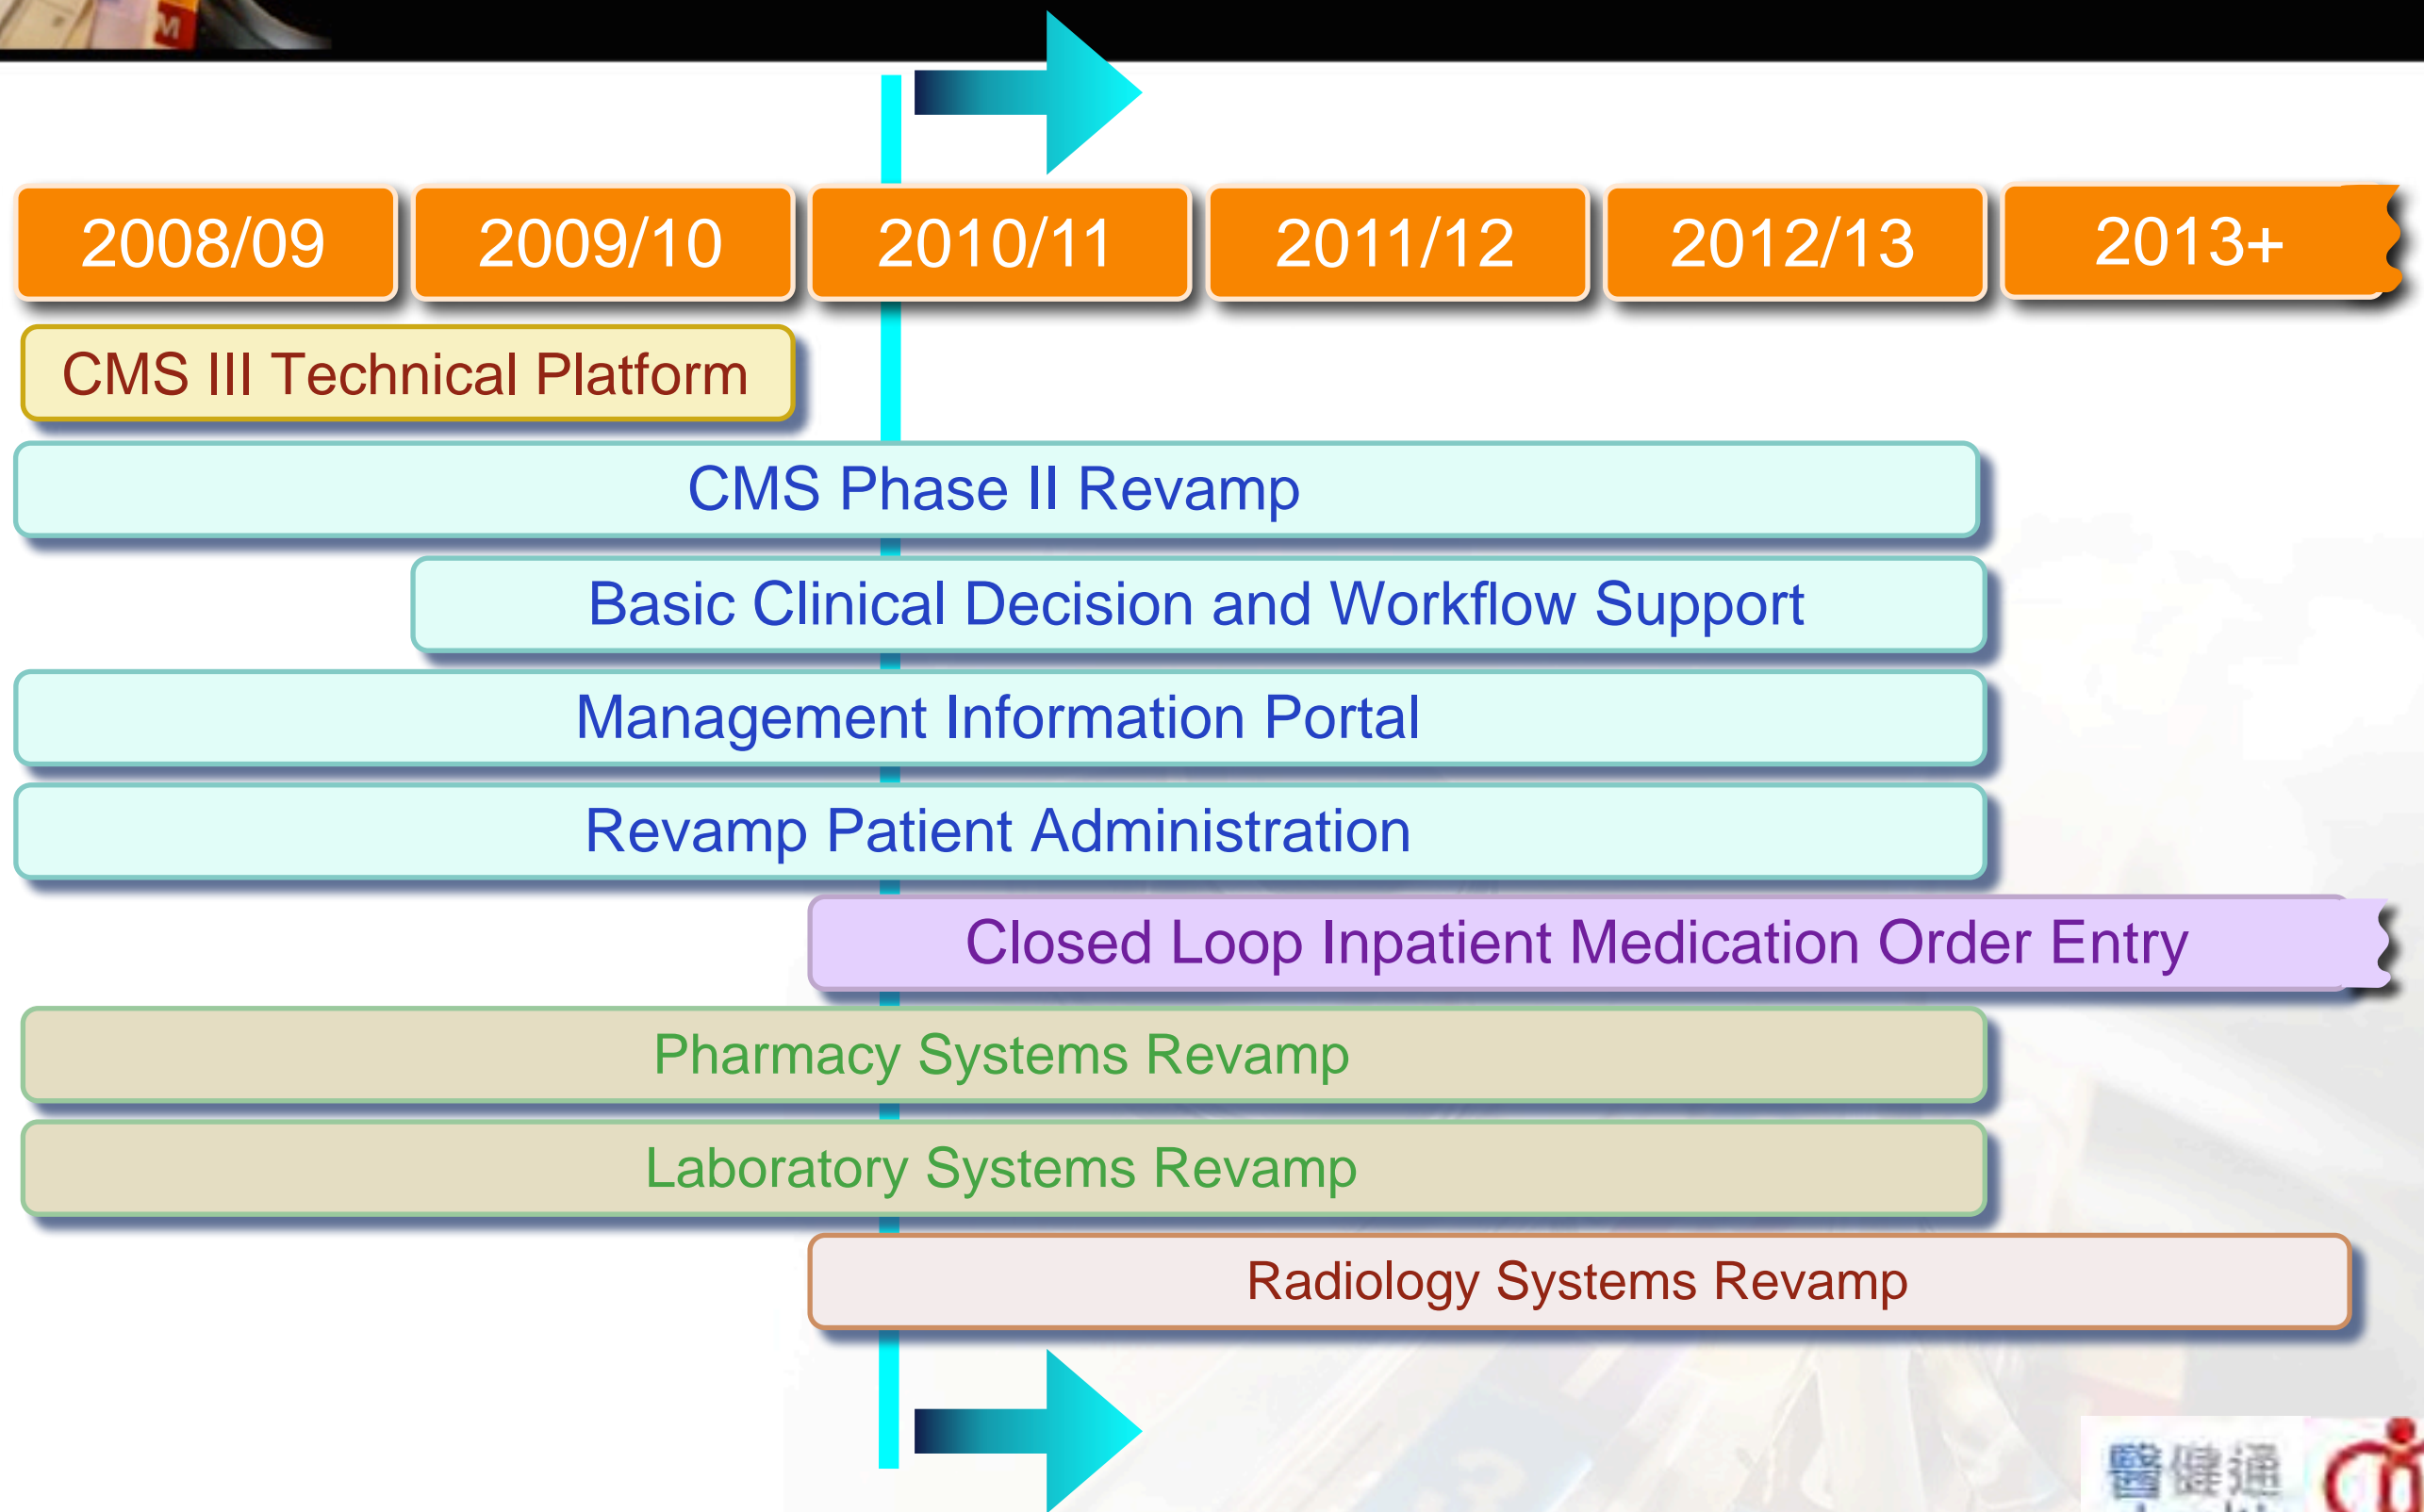 M
2008/09
2009/10
2010/11
2011/12
2012/13
2013+
CMS III Technical Platform
CMS Phase II Revamp
Basic Clinical Decision and Workflow Support
Management Information Portal
Revamp Patient Administration
Closed Loop Inpatient Medication Order Entry
Pharmacy Systems Revamp
Laboratory Systems Revamp
Radiology Systems Revamp
醫健通